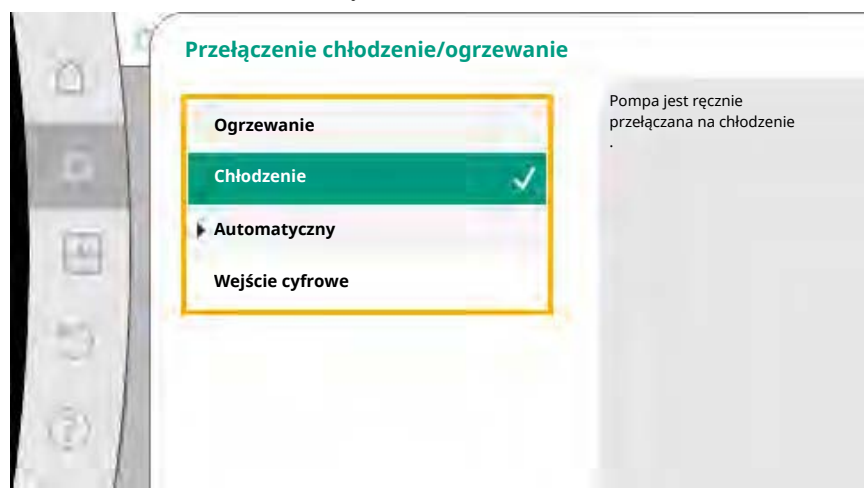 Przełączenie chłodzenie/ogrzewanie
Ogrzewanie
Chłodzenie
Automatyczny
Wejście cyfrowe
Pompa jest ręcznie
przełączana na chłodzenie
.